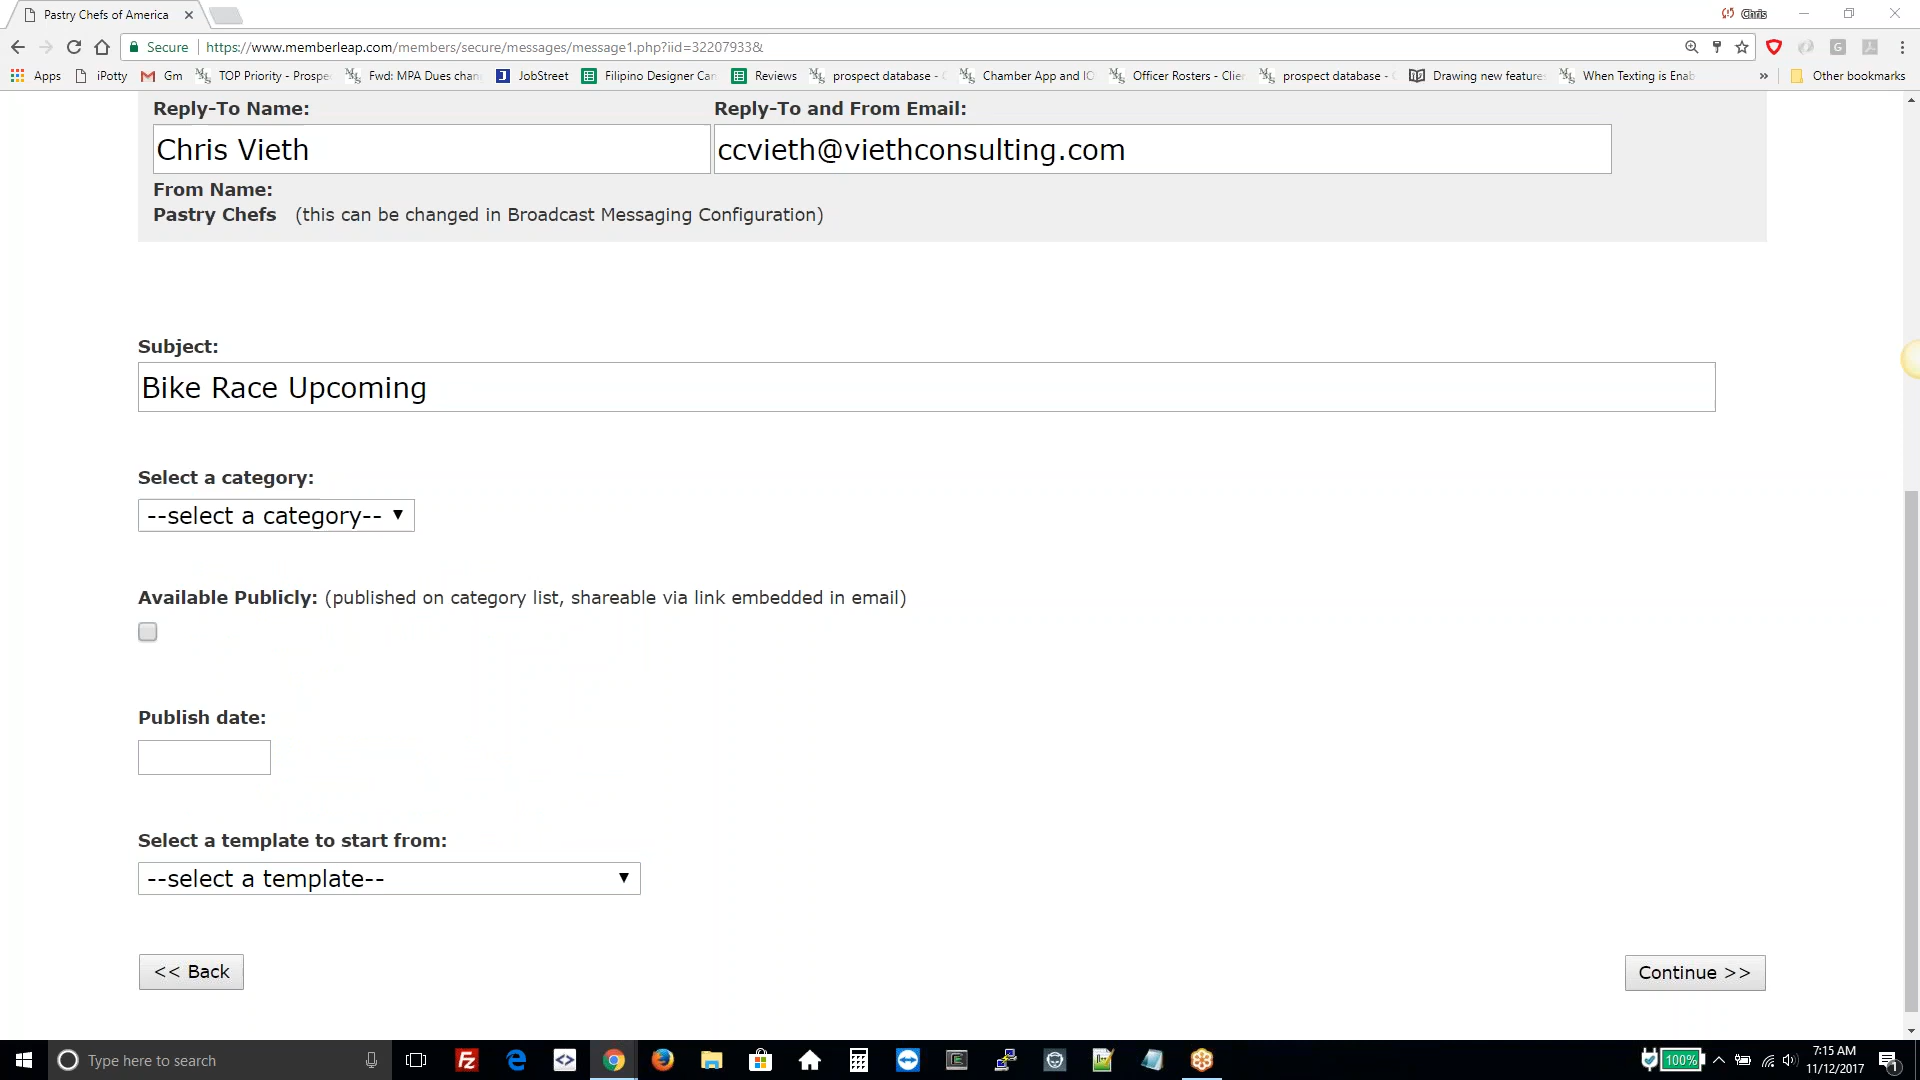 Pastry Chefs of America
Chris
Secure
https://www.memberleap.com/members/secure/messages/message1.php?iid=32207933&
Apps
iPotty
Gm
TOP Priority - Prospe
Fwd: MPA Dues chan
JobStreet
Filipino Designer Can
Reviews
prospect database -
Chamber App and IO
Officer Rosters - Clien
prospect database -
Drawing new features
When Texting is Enab
»
Other bookmarks
Reply-To Name:
Reply-To and From Email:
Chris Vieth
ccvieth@viethconsulting.com
From Name:
Pastry Chefs (this can be changed in Broadcast Messaging Configuration)
Subject:
Bike Race Upcoming
Select a category:
--select a category--
Available Publicly: (published on category list, shareable via link embedded in email)
Publish date:
Select a template to start from:
--select a template--
<< Back
Continue >>
Type here to search
100%
7:15 AM
11/12/2017
1